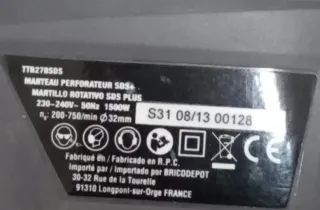 TTB278SDS
MARTEAU PERFORATEUR SDS+
MARTILLO ROTATIVO SDS PLUS
230-240V~ 50Hz 1500W
n₀: 200-750/min Ø32mm
S31 08/13 00128
Fabriqué en / Fabricado en R.P.C.
Importé par / importado por BRICODEPOT
30-32 Rue de la Tourelle
91310 Longpont-sur-Orge FRANCE